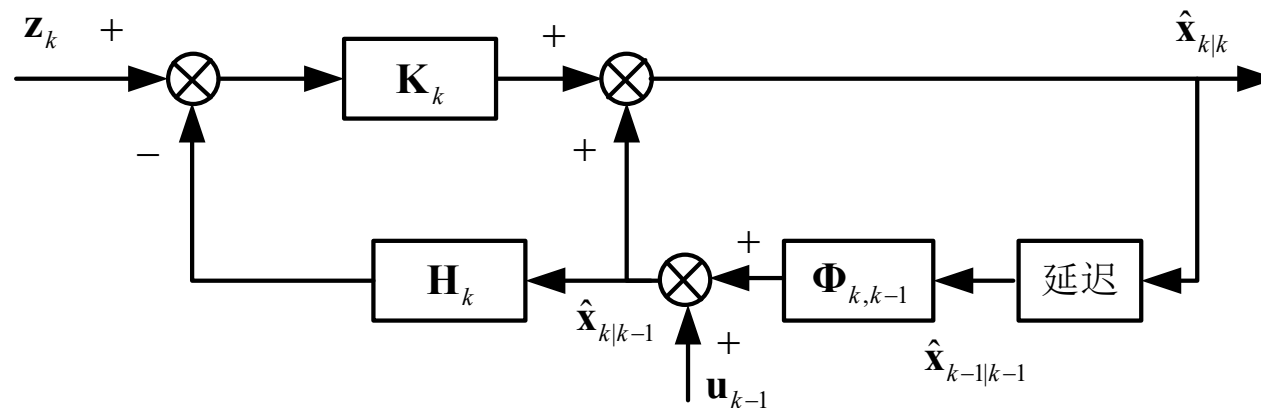 z_k + K_k + x̂_{k|k}
− +
H_k x̂_{k|k−1} + Φ_{k,k−1} 延迟
+ x̂_{k−1|k−1}
u_{k−1}